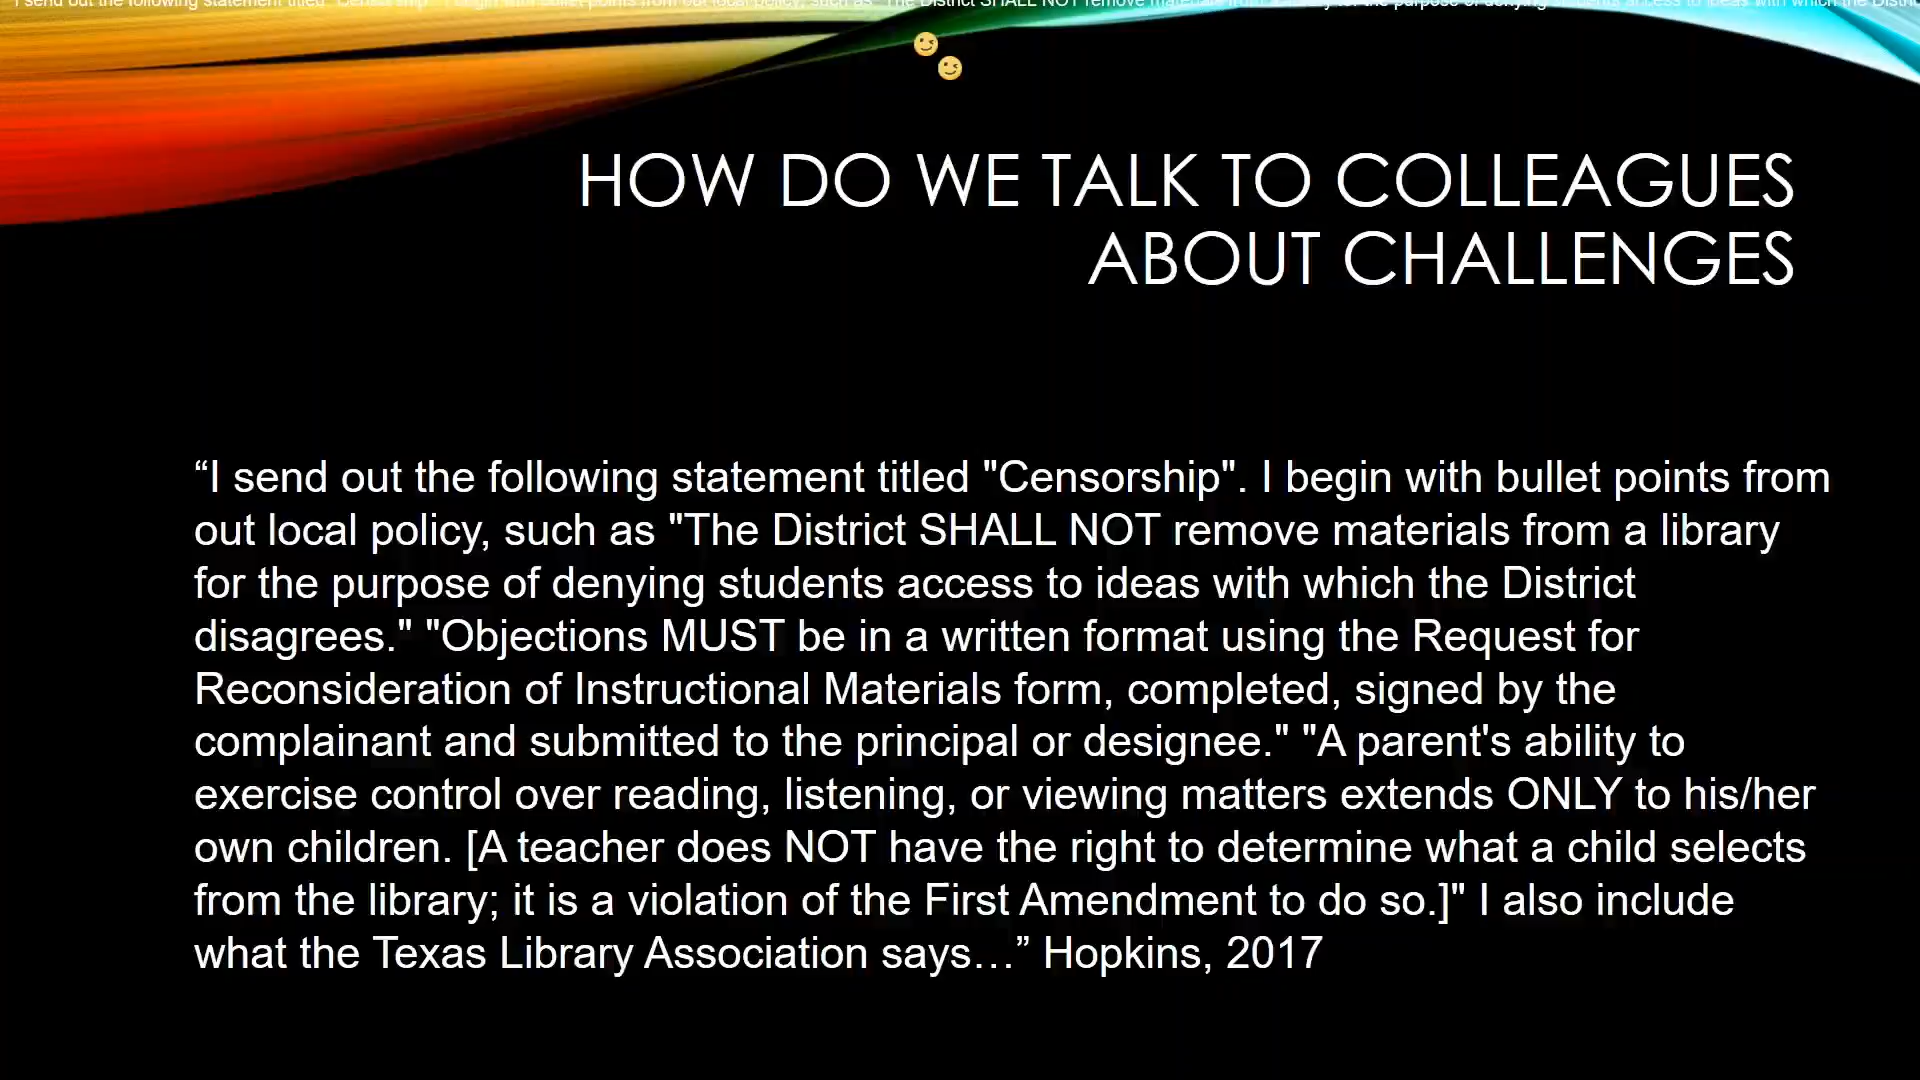 HOW DO WE TALK TO COLLEAGUES
ABOUT CHALLENGES
“I send out the following statement titled "Censorship". I begin with bullet points from
out local policy, such as "The District SHALL NOT remove materials from a library
for the purpose of denying students access to ideas with which the District
disagrees." "Objections MUST be in a written format using the Request for
Reconsideration of Instructional Materials form, completed, signed by the
complainant and submitted to the principal or designee." "A parent's ability to
exercise control over reading, listening, or viewing matters extends ONLY to his/her
own children. [A teacher does NOT have the right to determine what a child selects
from the library; it is a violation of the First Amendment to do so.]" I also include
what the Texas Library Association says…” Hopkins, 2017